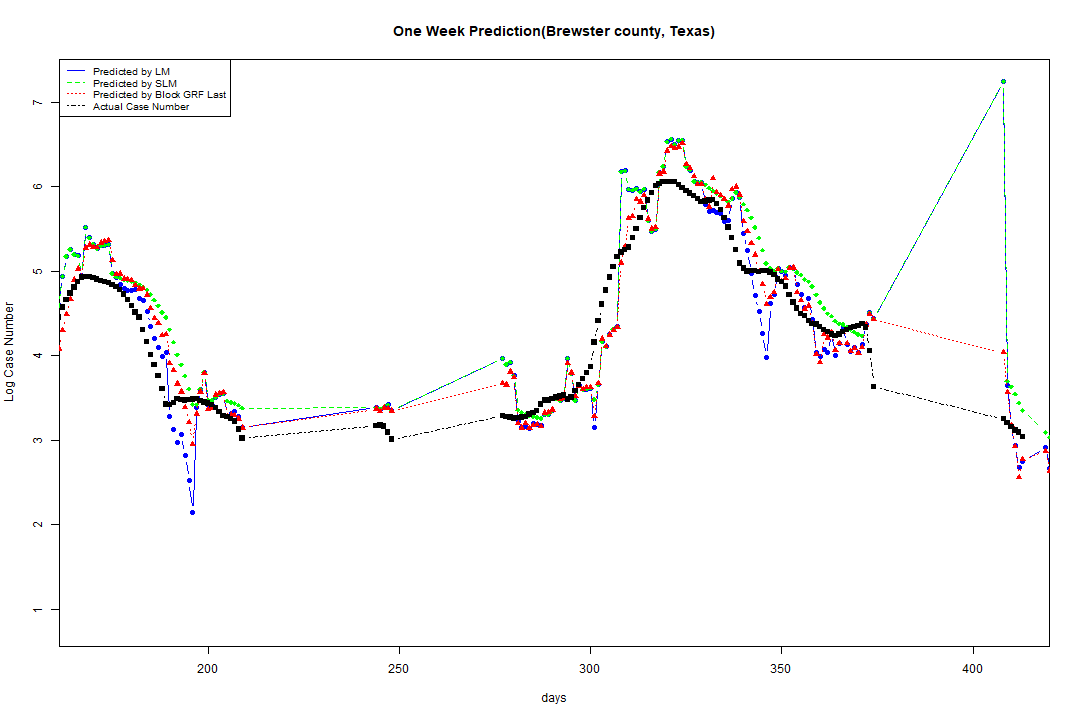 One Week Prediction(Brewster county, Texas)
Predicted by LM
Predicted by SLM
Predicted by Block GRF Last
Actual Case Number
7
6
5
4
3
2
1
Log Case Number
200 250 300 350 400
days